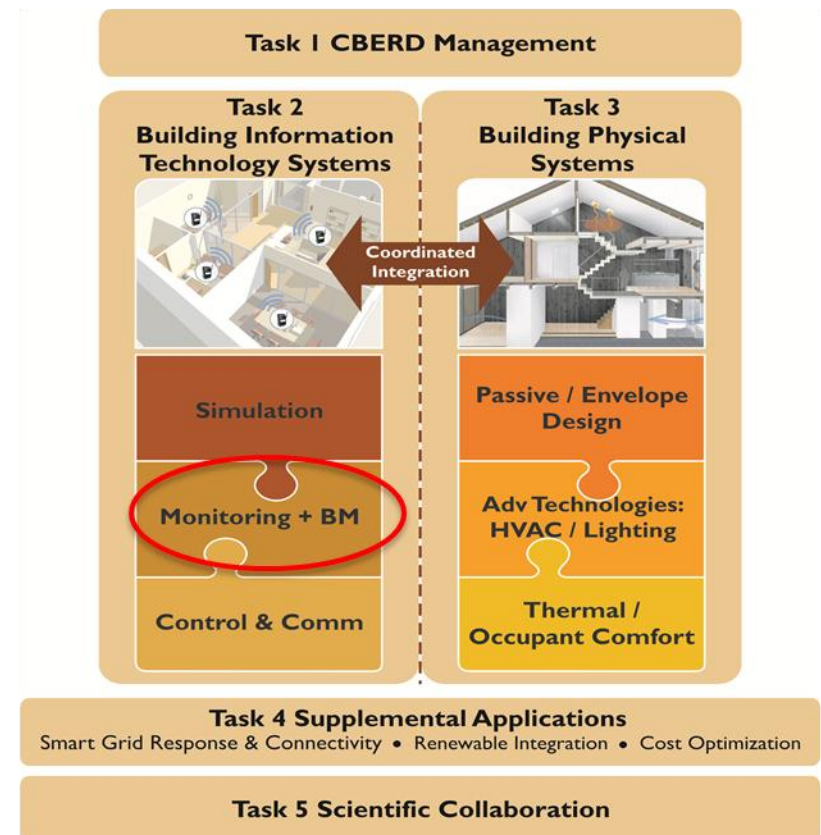 Task 1 CBERD Management
Task 2
Building Information
Technology Systems
Task 3
Building Physical
Systems
Coordinated
Integration
Simulation
Monitoring + BM
Control & Comm
Passive / Envelope
Design
Adv Technologies:
HVAC / Lighting
Thermal /
Occupant Comfort
Task 4 Supplemental Applications
Smart Grid Response & Connectivity • Renewable Integration • Cost Optimization
Task 5 Scientific Collaboration